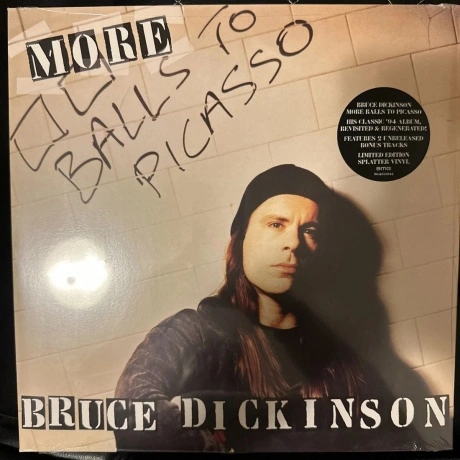 MORE
BALLS TO
PICASSO
BRUCE DICKINSON
MORE BALLS TO PICASSO
HIS CLASSIC '94 ALBUM,
REVISITED & REGENERATED!
FEATURES 2 UNRELEASED
BONUS TRACKS
LIMITED EDITION
SPLATTER VINYL
BRUCE DICKINSON